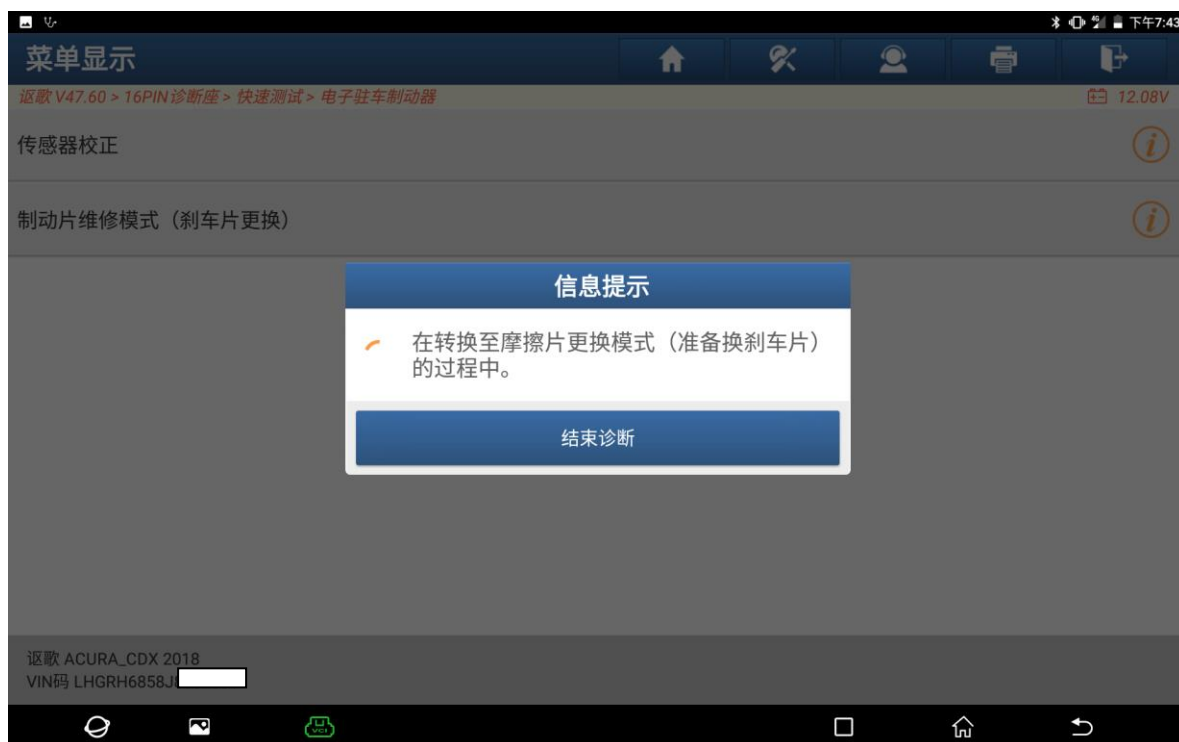 下午7:43
菜单显示
讴歌 V47.60 > 16PIN诊断座 > 快速测试 > 电子驻车制动器
12.08V
传感器校正
制动片维修模式（刹车片更换）
信息提示
在转换至摩擦片更换模式（准备换刹车片）
的过程中。
结束诊断
讴歌 ACURA_CDX 2018
VIN码 LHGRH6858J
VCI